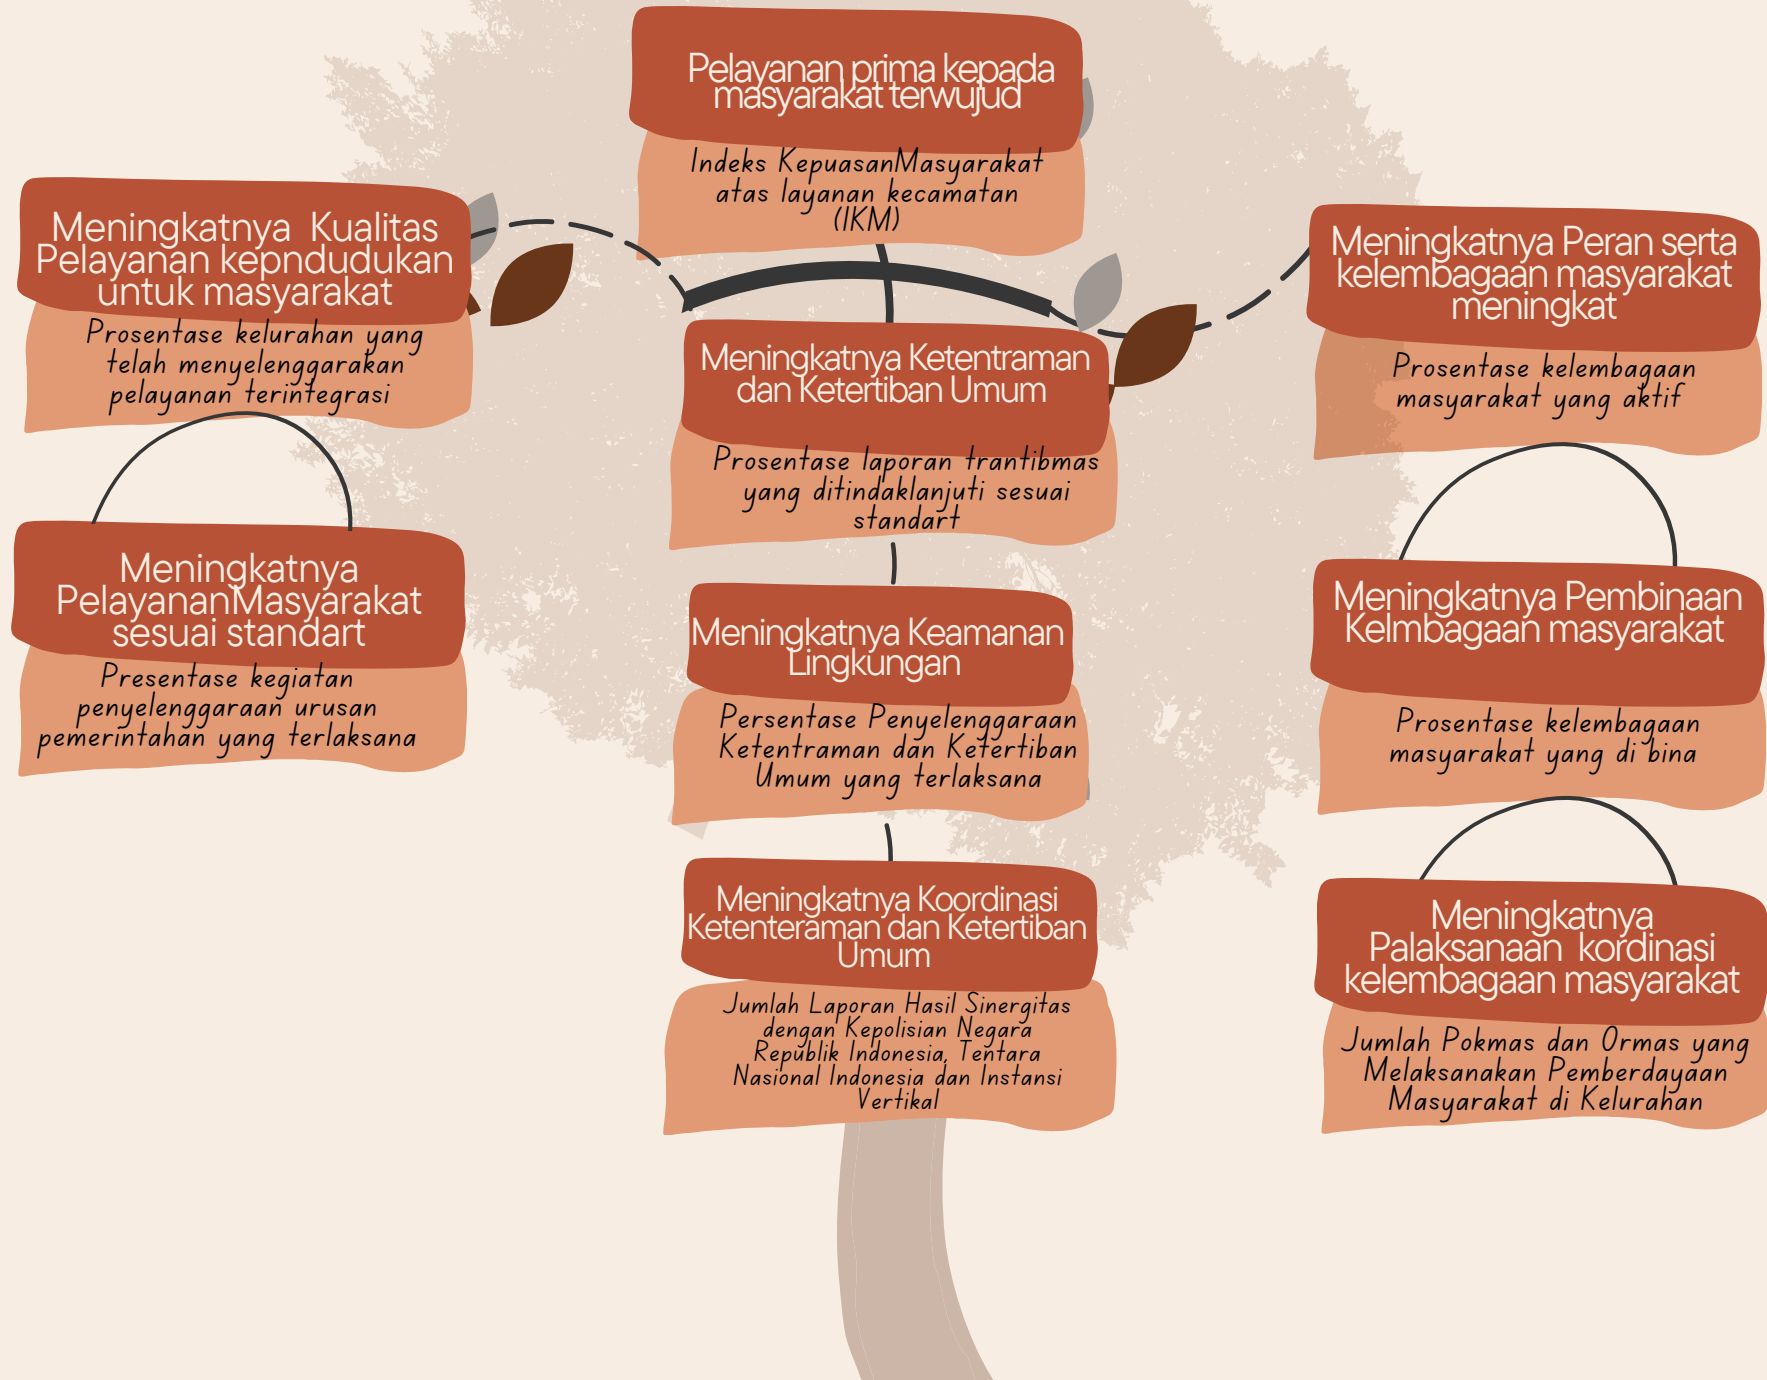 Pelayanan prima kepada
masyarakat terwujud
Indeks KepuasanMasyarakat
atas layanan kecamatan
(IKM)
Meningkatnya Kualitas
Pelayanan kepndudukan
untuk masyarakat
Prosentase kelurahan yang
telah menyelenggarakan
pelayanan terintegrasi
Meningkatnya
PelayananMasyarakat
sesuai standart
Presentase kegiatan
penyelenggaraan urusan
pemerintahan yang terlaksana
Meningkatnya Ketentraman
dan Ketertiban Umum
Prosentase laporan trantibmas
yang ditindaklanjuti sesuai
standart
Meningkatnya Keamanan
Lingkungan
Persentase Penyelenggaraan
Ketentraman dan Ketertiban
Umum yang terlaksana
Meningkatnya Koordinasi
Ketenteraman dan Ketertiban
Umum
Jumlah Laporan Hasil Sinergitas
dengan Kepolisian Negara
Republik Indonesia, Tentara
Nasional Indonesia dan Instansi
Vertikal
Meningkatnya Peran serta
kelembagaan masyarakat
meningkat
Prosentase kelembagaan
masyarakat yang aktif
Meningkatnya Pembinaan
Kelmbagaan masyarakat
Prosentase kelembagaan
masyarakat yang di bina
Meningkatnya
Palaksanaan kordinasi
kelembagaan masyarakat
Jumlah Pokmas dan Ormas yang
Melaksanakan Pemberdayaan
Masyarakat di Kelurahan